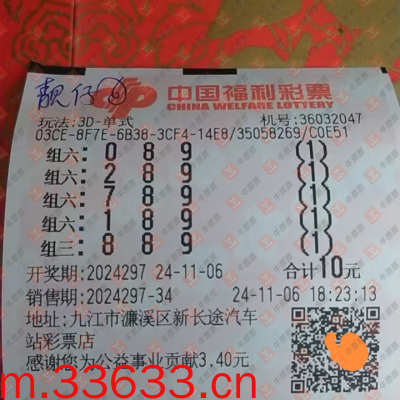 靓仔
中国福利彩票
CHINA WELFARE LOTTERY
玩法:3D-单式 机号:36032047
03CE-8F7E-6B38-3CF4-14E8/35058269/C0E51
组六:0 8 9 (1)
组六:2 8 9 (1)
组六:7 8 9 (1)
组六:1 8 9 (1)
组三:8 8 9 (1)
开奖期:2024297 24-11-06 合计10元
销售期:2024297-34 24-11-06 18:23:13
地址:九江市濂溪区新长途汽车
站彩票店
感谢您为公益事业贡献3.40元
m.33633.cn